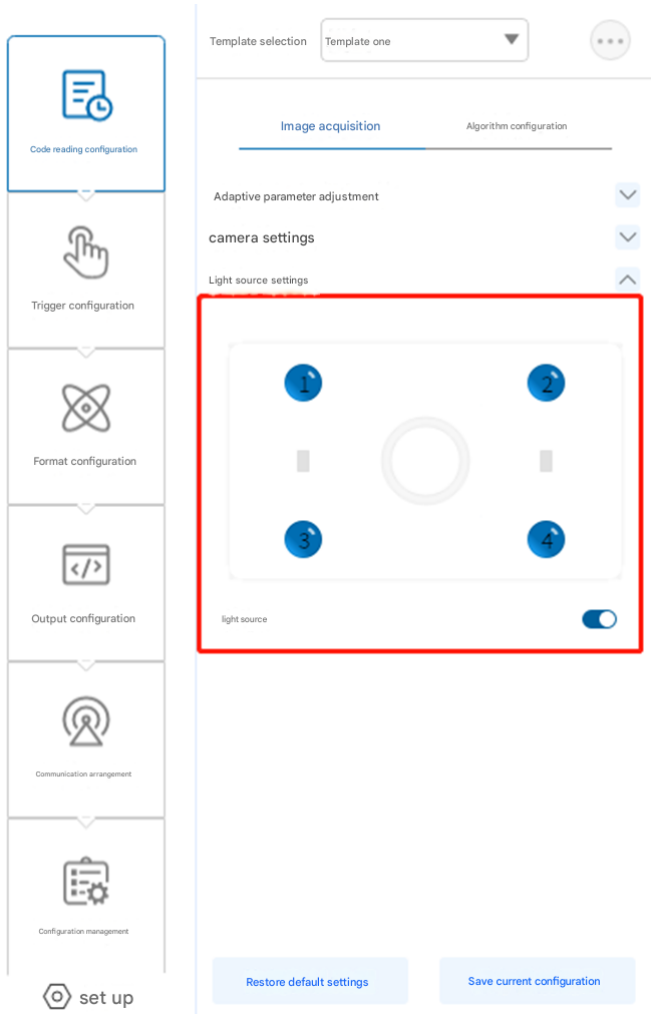 Template selection
Template one
Code reading configuration
Trigger configuration
Format configuration
Output configuration
Communication arrangement
Configuration management
set up
Image acquisition
Algorithm configuration
Adaptive parameter adjustment
camera settings
Light source settings
1
2
3
4
light source
Restore default settings
Save current configuration